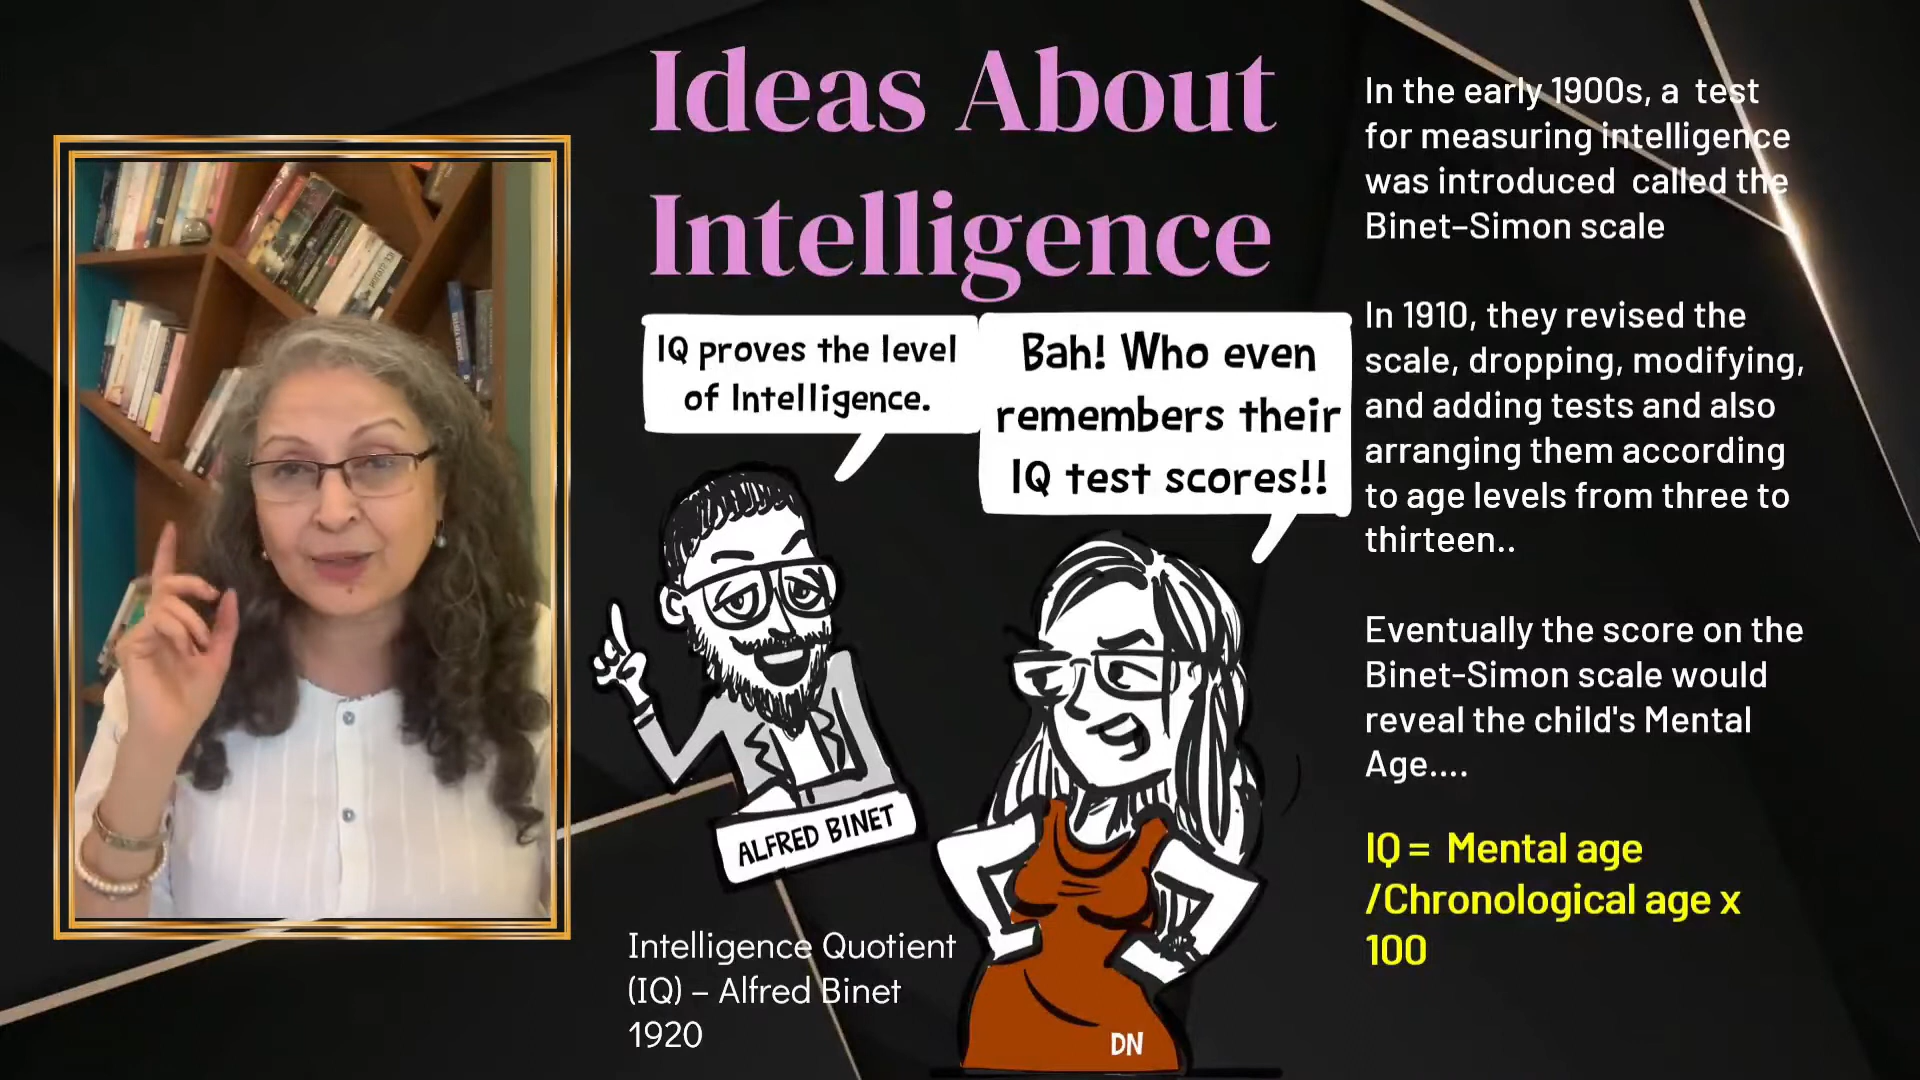 Ideas About
Intelligence
IQ proves the level
of Intelligence.
Bah! Who even
remembers their
IQ test scores!!
ALFRED BINET
DN
Intelligence Quotient
(IQ) – Alfred Binet
1920
In the early 1900s, a  test
for measuring intelligence
was introduced  called the
Binet–Simon scale
In 1910, they revised the
scale, dropping, modifying,
and adding tests and also
arranging them according
to age levels from three to
thirteen..
Eventually the score on the
Binet-Simon scale would
reveal the child's Mental
Age....
IQ =  Mental age
/Chronological age x
100